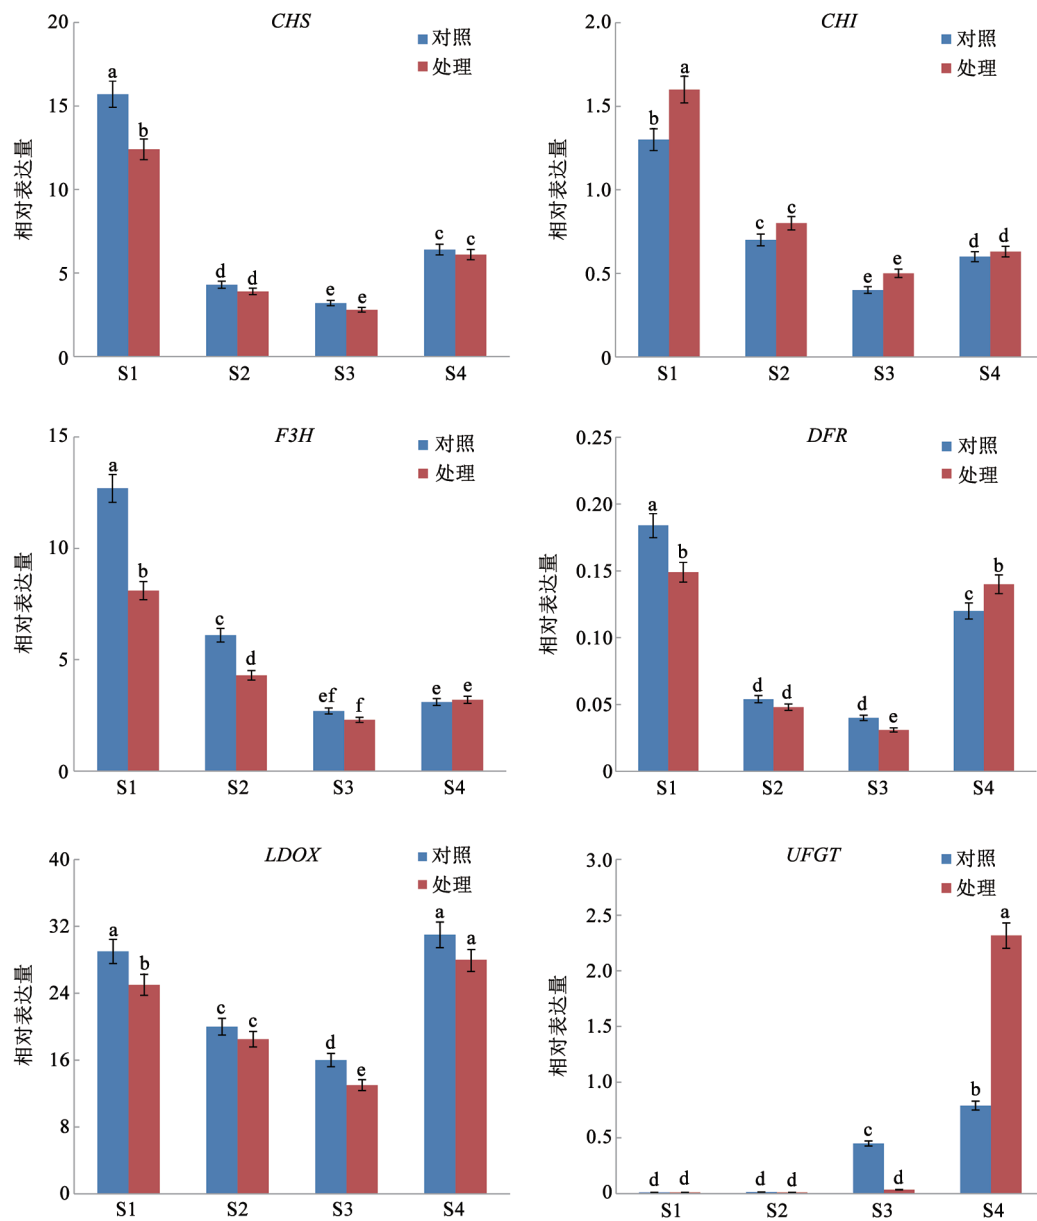 CHS
对照
处理
20
15
10
5
0
相对表达量
a
b
d
d
e
e
c
c
S1
S2
S3
S4
CHI
对照
处理
2.0
1.5
1.0
0.5
0
相对表达量
b
a
c
c
e
e
d
d
S1
S2
S3
S4
F3H
对照
处理
15
10
5
0
相对表达量
a
b
c
d
ef
f
e
e
S1
S2
S3
S4
DFR
对照
处理
0.25
0.20
0.15
0.10
0.05
0
相对表达量
a
b
d
d
d
e
c
b
S1
S2
S3
S4
LDOX
对照
处理
40
32
24
16
8
0
相对表达量
a
b
c
c
d
e
a
a
S1
S2
S3
S4
UFGT
对照
处理
3.0
2.5
2.0
1.5
1.0
0.5
0
相对表达量
d
d
d
d
c
d
b
a
S1
S2
S3
S4